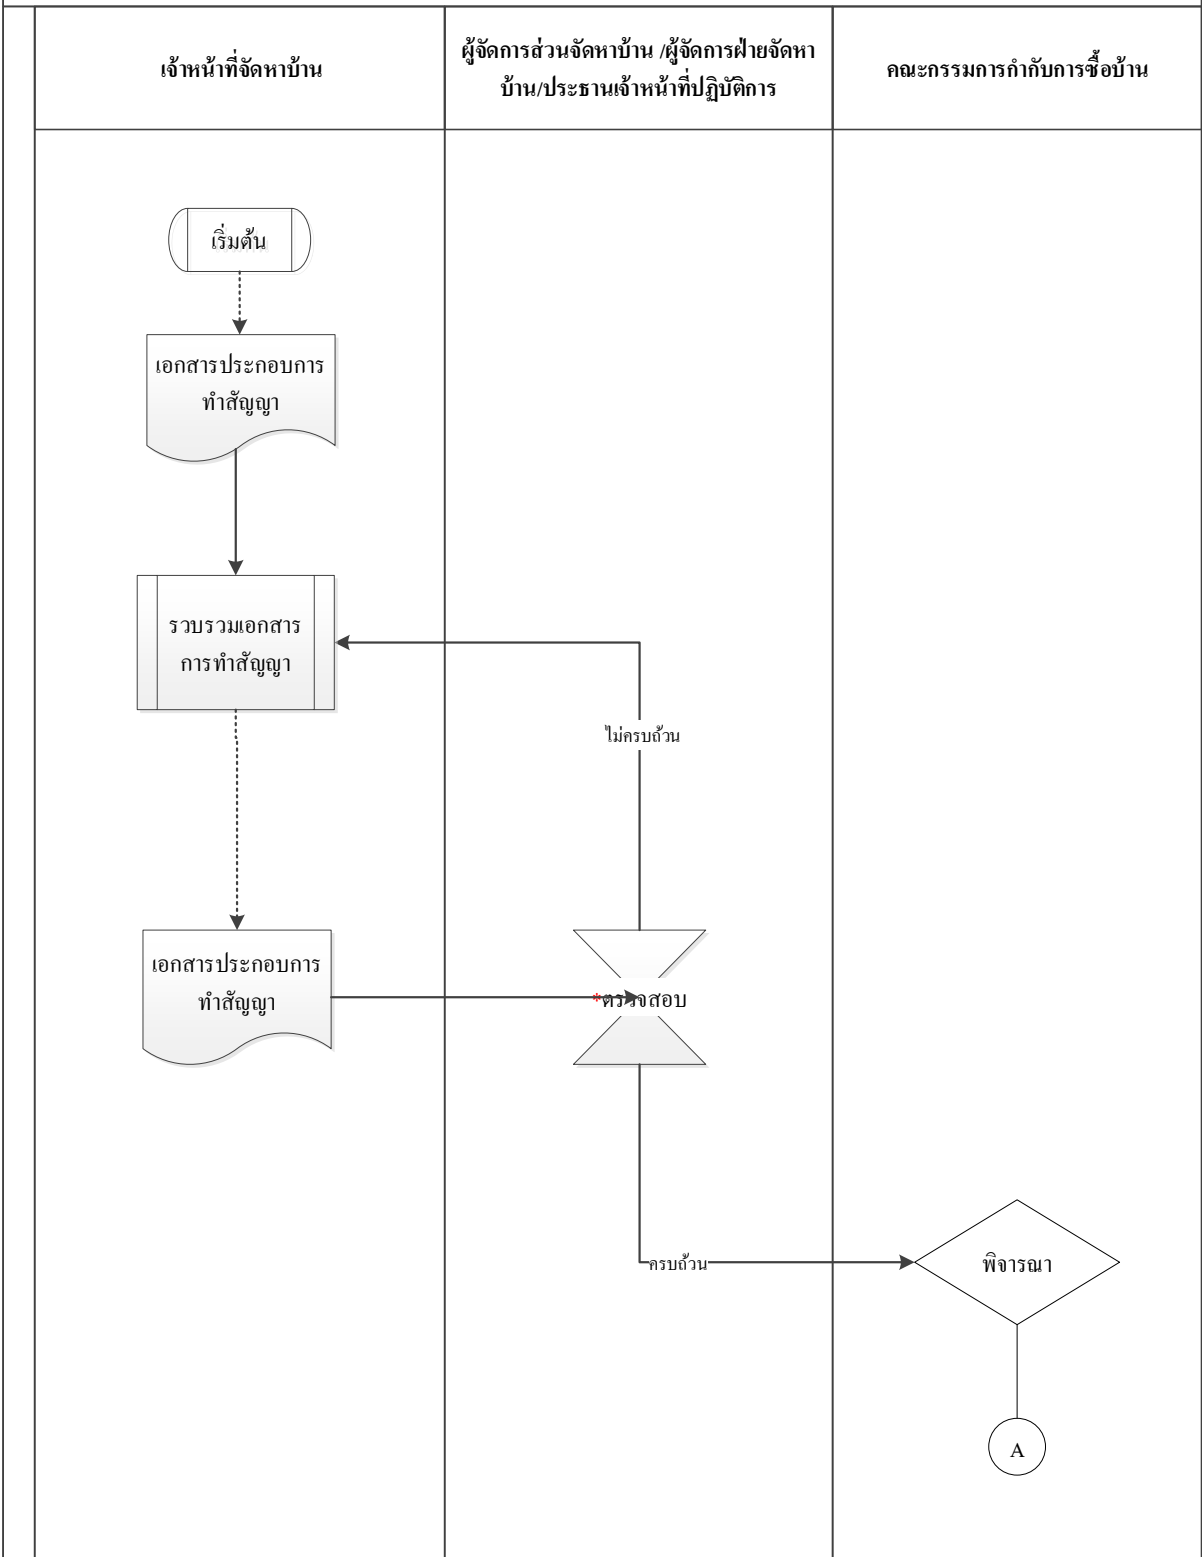 เจ้าหน้าที่จัดหาบ้าน
ผู้จัดการส่วนจัดหาบ้าน /ผู้จัดการฝ่ายจัดหา
บ้าน/ประธานเจ้าหน้าที่ปฏิบัติการ
คณะกรรมการกำกับการซื้อบ้าน
เริ่มต้น
เอกสารประกอบการ
ทำสัญญา
รวบรวมเอกสาร
การทำสัญญา
ไม่ครบถ้วน
เอกสารประกอบการ
ทำสัญญา
*ตรวจสอบ
ครบถ้วน
พิจารณา
A